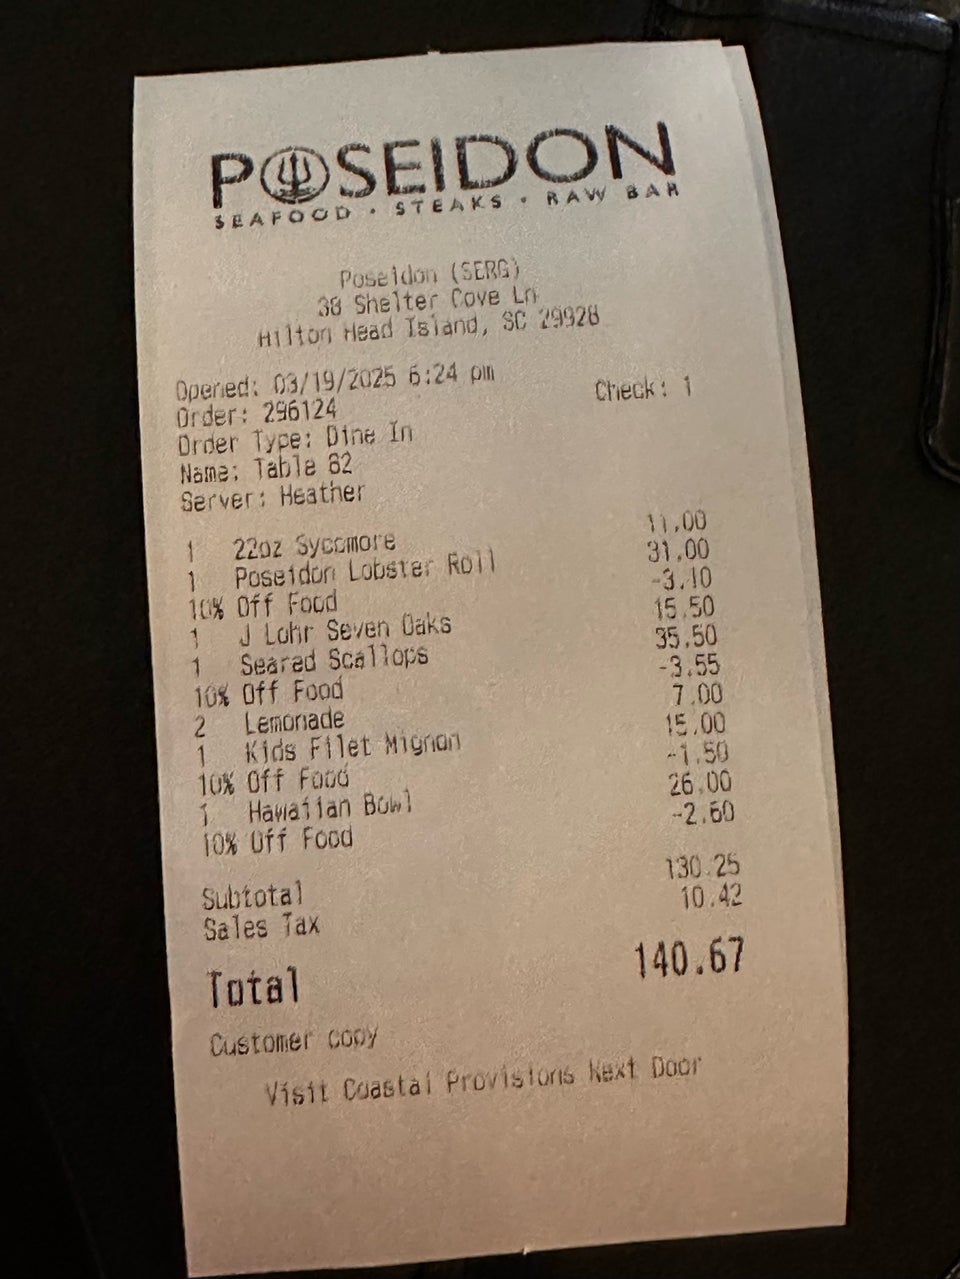 POSEIDON
SEAFOOD • STEAKS • RAW BAR
Poseidon (SERG)
38 Shelter Cove Ln
Hilton Head Island, SC 29928
Opened: 03/19/2025 6:24 pm
Check: 1
Order: 296124
Order Type: Dine In
Name: Table 82
Server: Heather
1 22oz Sycomore 11.00
1 Poseidon Lobster Roll 31.00
10% Off Food -3.10
1 J Lohr Seven Oaks 15.50
1 Seared Scallops 35.50
10% Off Food -3.55
2 Lemonade 7.00
1 Kids Filet Mignon 15.00
10% Off Food -1.50
1 Hawaiian Bowl 26.00
10% Off Food -2.60
Subtotal 130.25
Sales Tax 10.42
Total 140.67
Customer copy
Visit Coastal Provisions Next Door